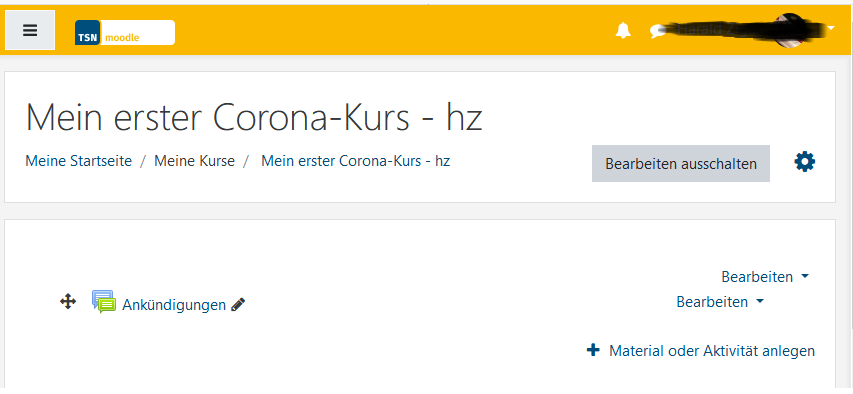 TSN moodle
Mein erster Corona-Kurs - hz
Meine Startseite / Meine Kurse / Mein erster Corona-Kurs - hz
Bearbeiten ausschalten
Bearbeiten
Ankündigungen
Bearbeiten
Material oder Aktivität anlegen